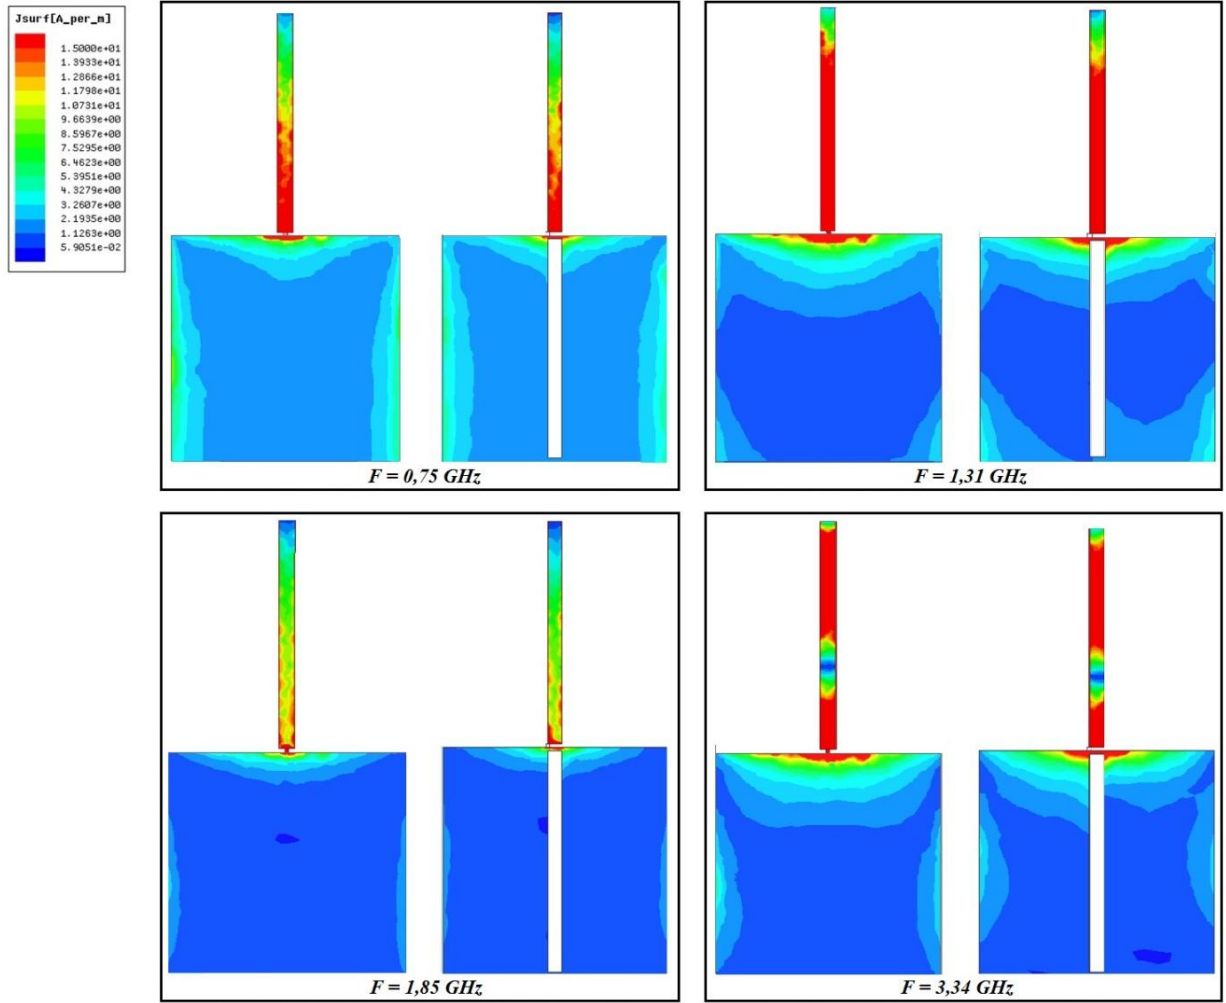 Jsurf[A_per_m]
1.5000e+01
1.3933e+01
1.2866e+01
1.1798e+01
1.0731e+01
9.6639e+00
8.5967e+00
7.5295e+00
6.4623e+00
5.3951e+00
4.3279e+00
3.2607e+00
2.1935e+00
1.1263e+00
5.9051e-02
F = 0,75 GHz
F = 1,31 GHz
F = 1,85 GHz
F = 3,34 GHz